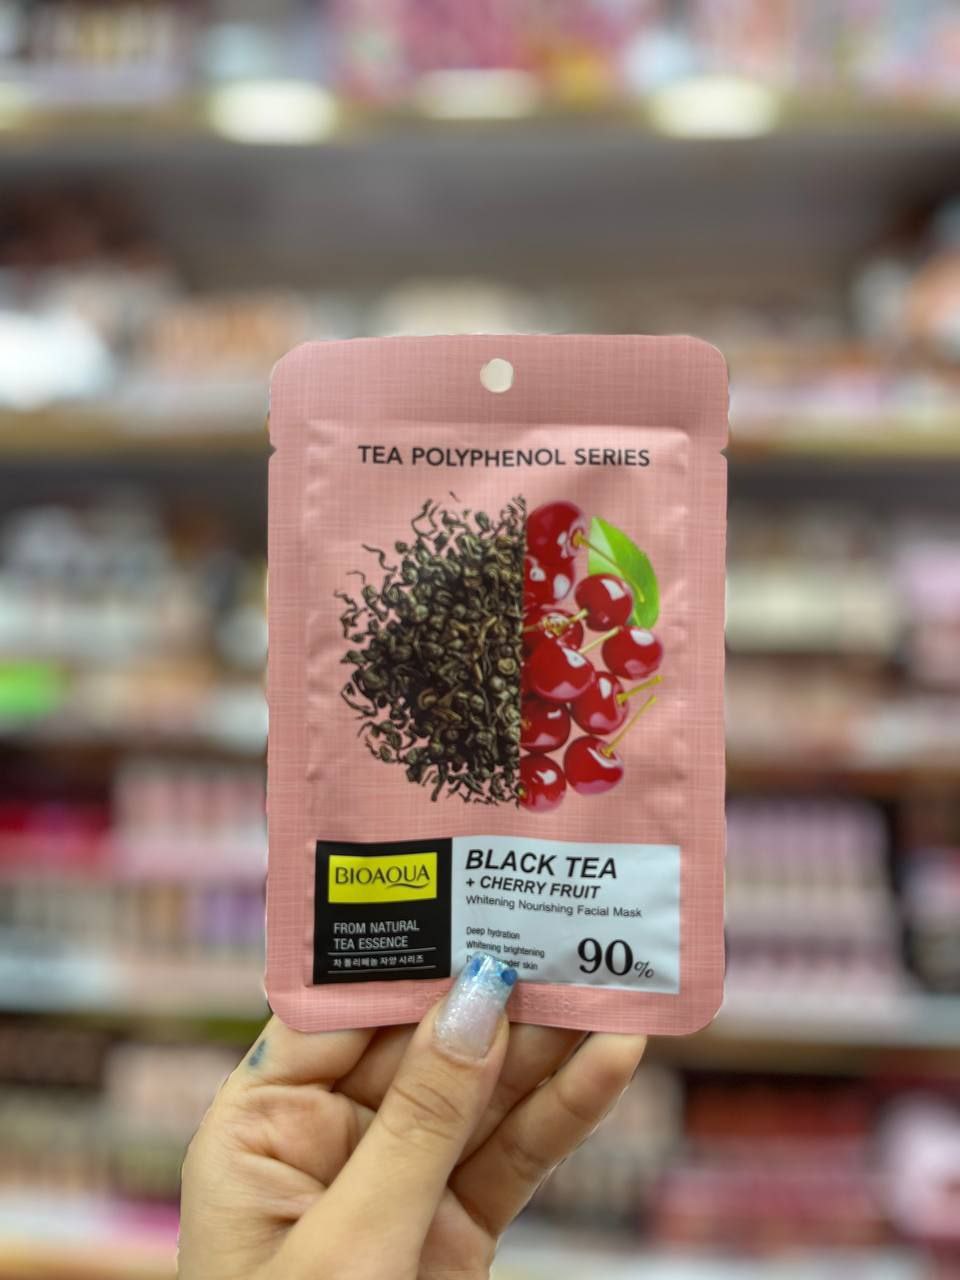 TEA POLYPHENOL SERIES
BIOAQUA
FROM NATURAL
TEA ESSENCE
차 폴리페놀 자양 시리즈
BLACK TEA
+ CHERRY FRUIT
Whitening Nourishing Facial Mask
Deep hydration
Whitening brightening
skin
90%